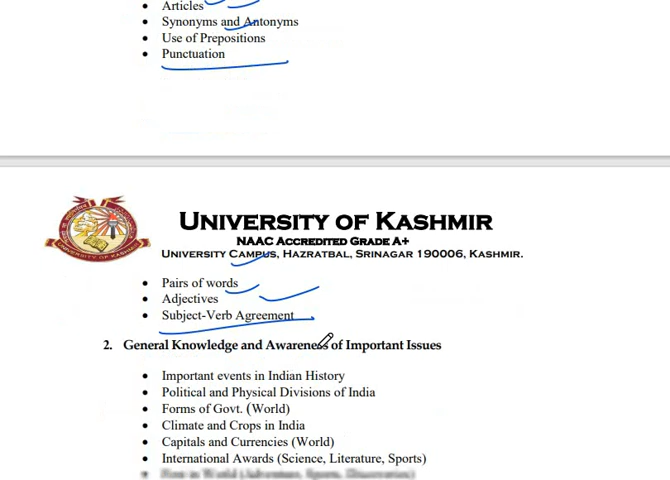 • Articles
• Synonyms and Antonyms
• Use of Prepositions
• Punctuation
UNIVERSITY OF KASHMIR
NAAC ACCREDITED GRADE A+
UNIVERSITY CAMPUS, HAZRATBAL, SRINAGAR 190006, KASHMIR.
• Pairs of words
• Adjectives
• Subject-Verb Agreement
2. General Knowledge and Awareness of Important Issues
• Important events in Indian History
• Political and Physical Divisions of India
• Forms of Govt. (World)
• Climate and Crops in India
• Capitals and Currencies (World)
• International Awards (Science, Literature, Sports)